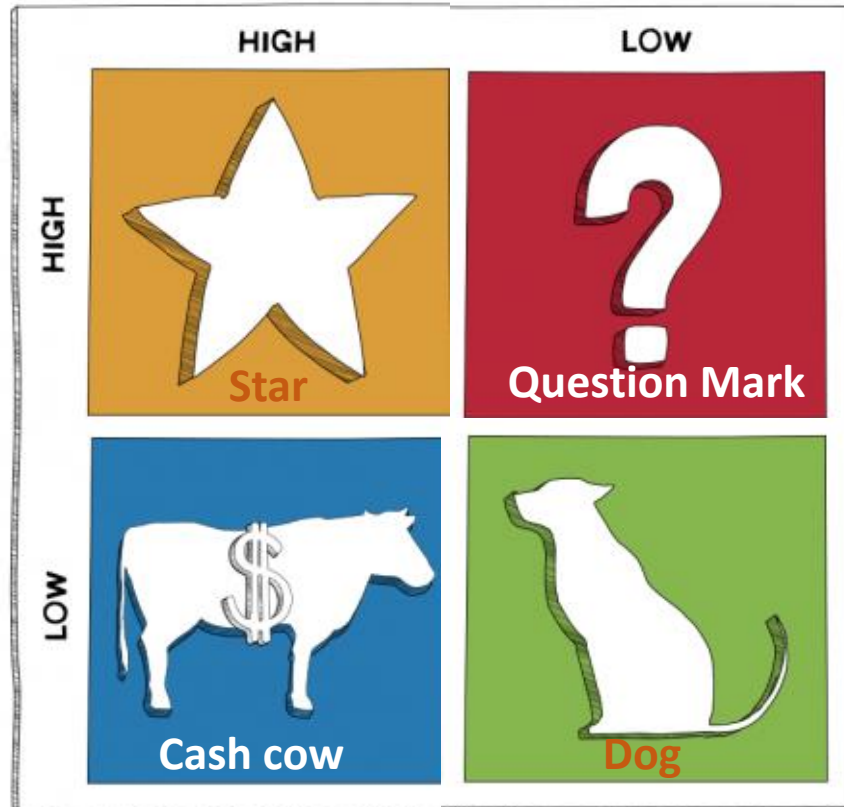 HIGH
LOW
HIGH
Star
Question Mark
LOW
$
Cash cow
Dog